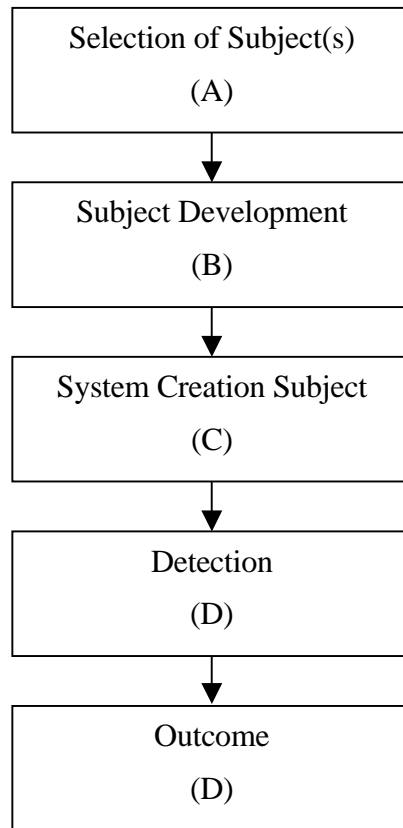 Selection of Subject(s)
(A)
Subject Development
(B)
System Creation Subject
(C)
Detection
(D)
Outcome
(D)